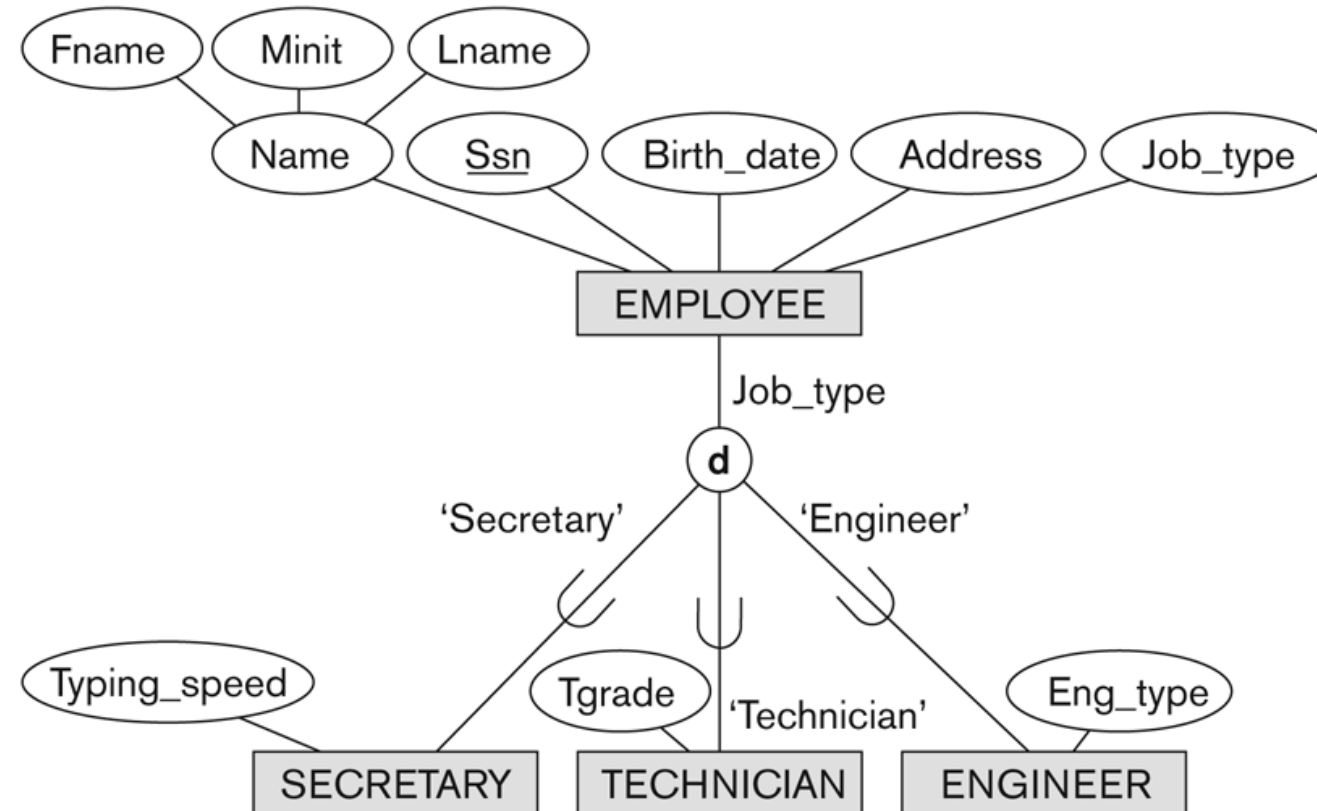 Fname
Minit
Lname
Name
Ssn
Birth_date
Address
Job_type
EMPLOYEE
Job_type
d
‘Secretary’
‘Engineer’
Typing_speed
Tgrade
‘Technician’
Eng_type
SECRETARY
TECHNICIAN
ENGINEER